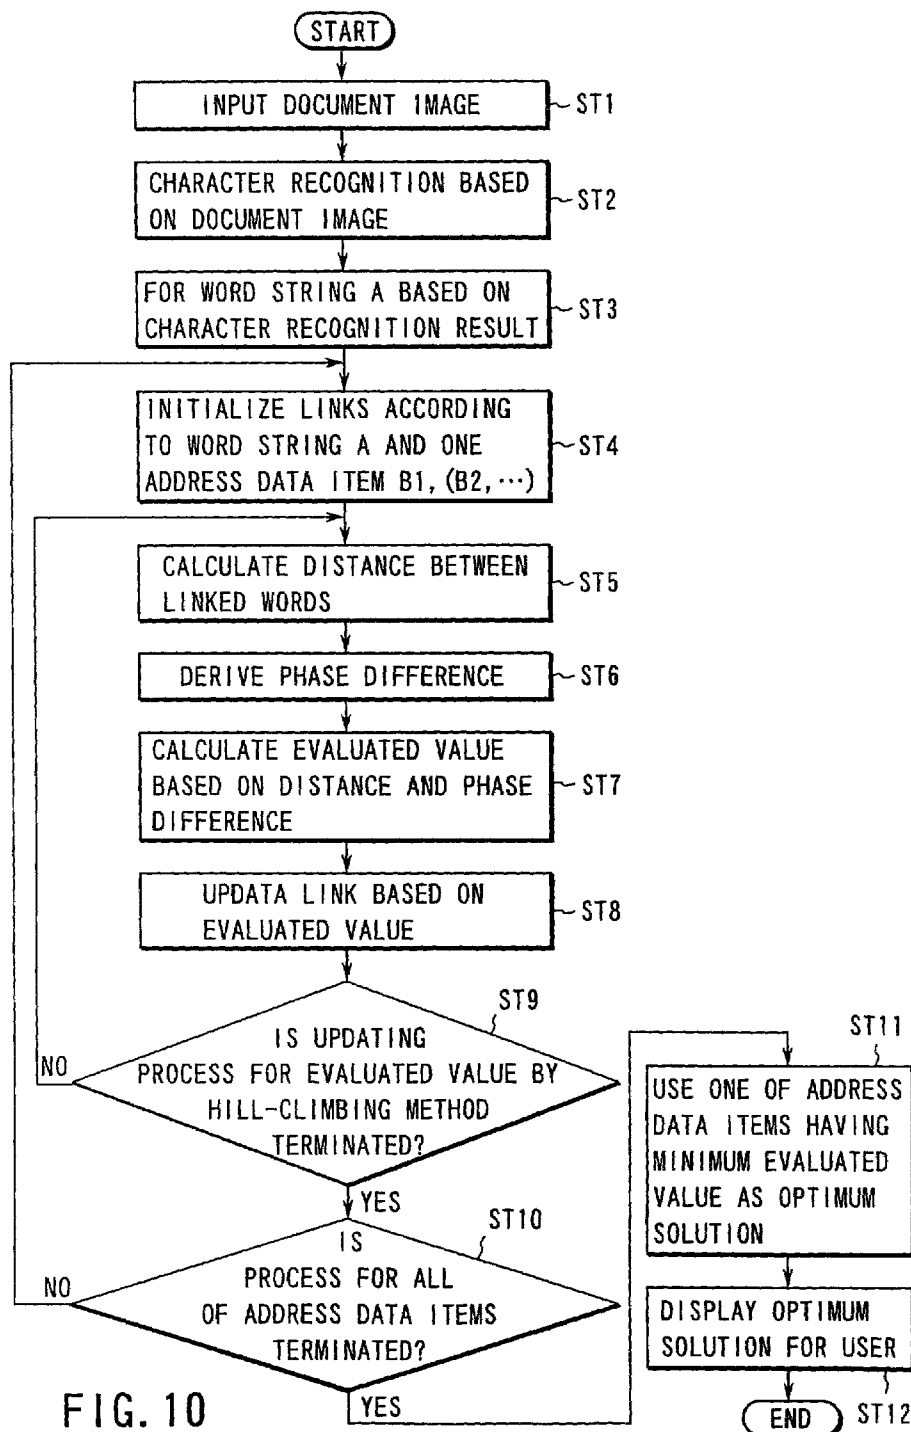 START
INPUT DOCUMENT IMAGE
ST1
CHARACTER RECOGNITION BASED
ON DOCUMENT IMAGE
ST2
FOR WORD STRING A BASED ON
CHARACTER RECOGNITION RESULT
ST3
INITIALIZE LINKS ACCORDING
TO WORD STRING A AND ONE
ADDRESS DATA ITEM B1, (B2, ···)
ST4
CALCULATE DISTANCE BETWEEN
LINKED WORDS
ST5
DERIVE PHASE DIFFERENCE
ST6
CALCULATE EVALUATED VALUE
BASED ON DISTANCE AND PHASE
DIFFERENCE
ST7
UPDATA LINK BASED ON
EVALUATED VALUE
ST8
ST9
IS UPDATING
PROCESS FOR EVALUATED VALUE BY
HILL-CLIMBING METHOD
TERMINATED?
NO
YES
ST10
IS
PROCESS FOR ALL
OF ADDRESS DATA ITEMS
TERMINATED?
NO
YES
ST11
USE ONE OF ADDRESS
DATA ITEMS HAVING
MINIMUM EVALUATED
VALUE AS OPTIMUM
SOLUTION
DISPLAY OPTIMUM
SOLUTION FOR USER
ST12
END
FIG. 10